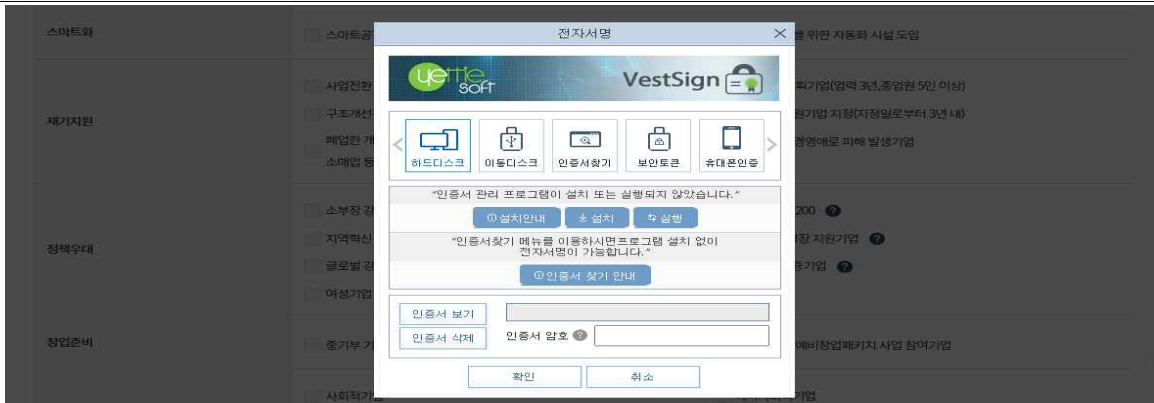 전자서명
yettie
soft
VestSign
하드디스크 이동디스크 인증서찾기 보안토큰 휴대폰인증
"인증서 관리 프로그램이 설치 또는 실행되지 않았습니다."
설치안내 설치 실행
"인증서찾기 메뉴를 이용하시면프로그램 설치 없이
전자서명이 가능합니다."
인증서 찾기 안내
인증서 보기
인증서 삭제 인증서 암호
확인 취소
스마트화
스마트공
를 위한 자동화 시설 도입
재기지원
사업전환
획기업(업력 3년,종업원 5인 이상)
구조개선
원기업 지정(지정일로부터 3년 내)
폐업한 개
경영애로 피해 발생기업
소매업 등
정책우대
소부장 강
200
지역혁신
장 지원기업
글로벌 강
중기업
여성기업
창업준비
중기부 기
예비창업패키지 사업 참여기업
사회적기업